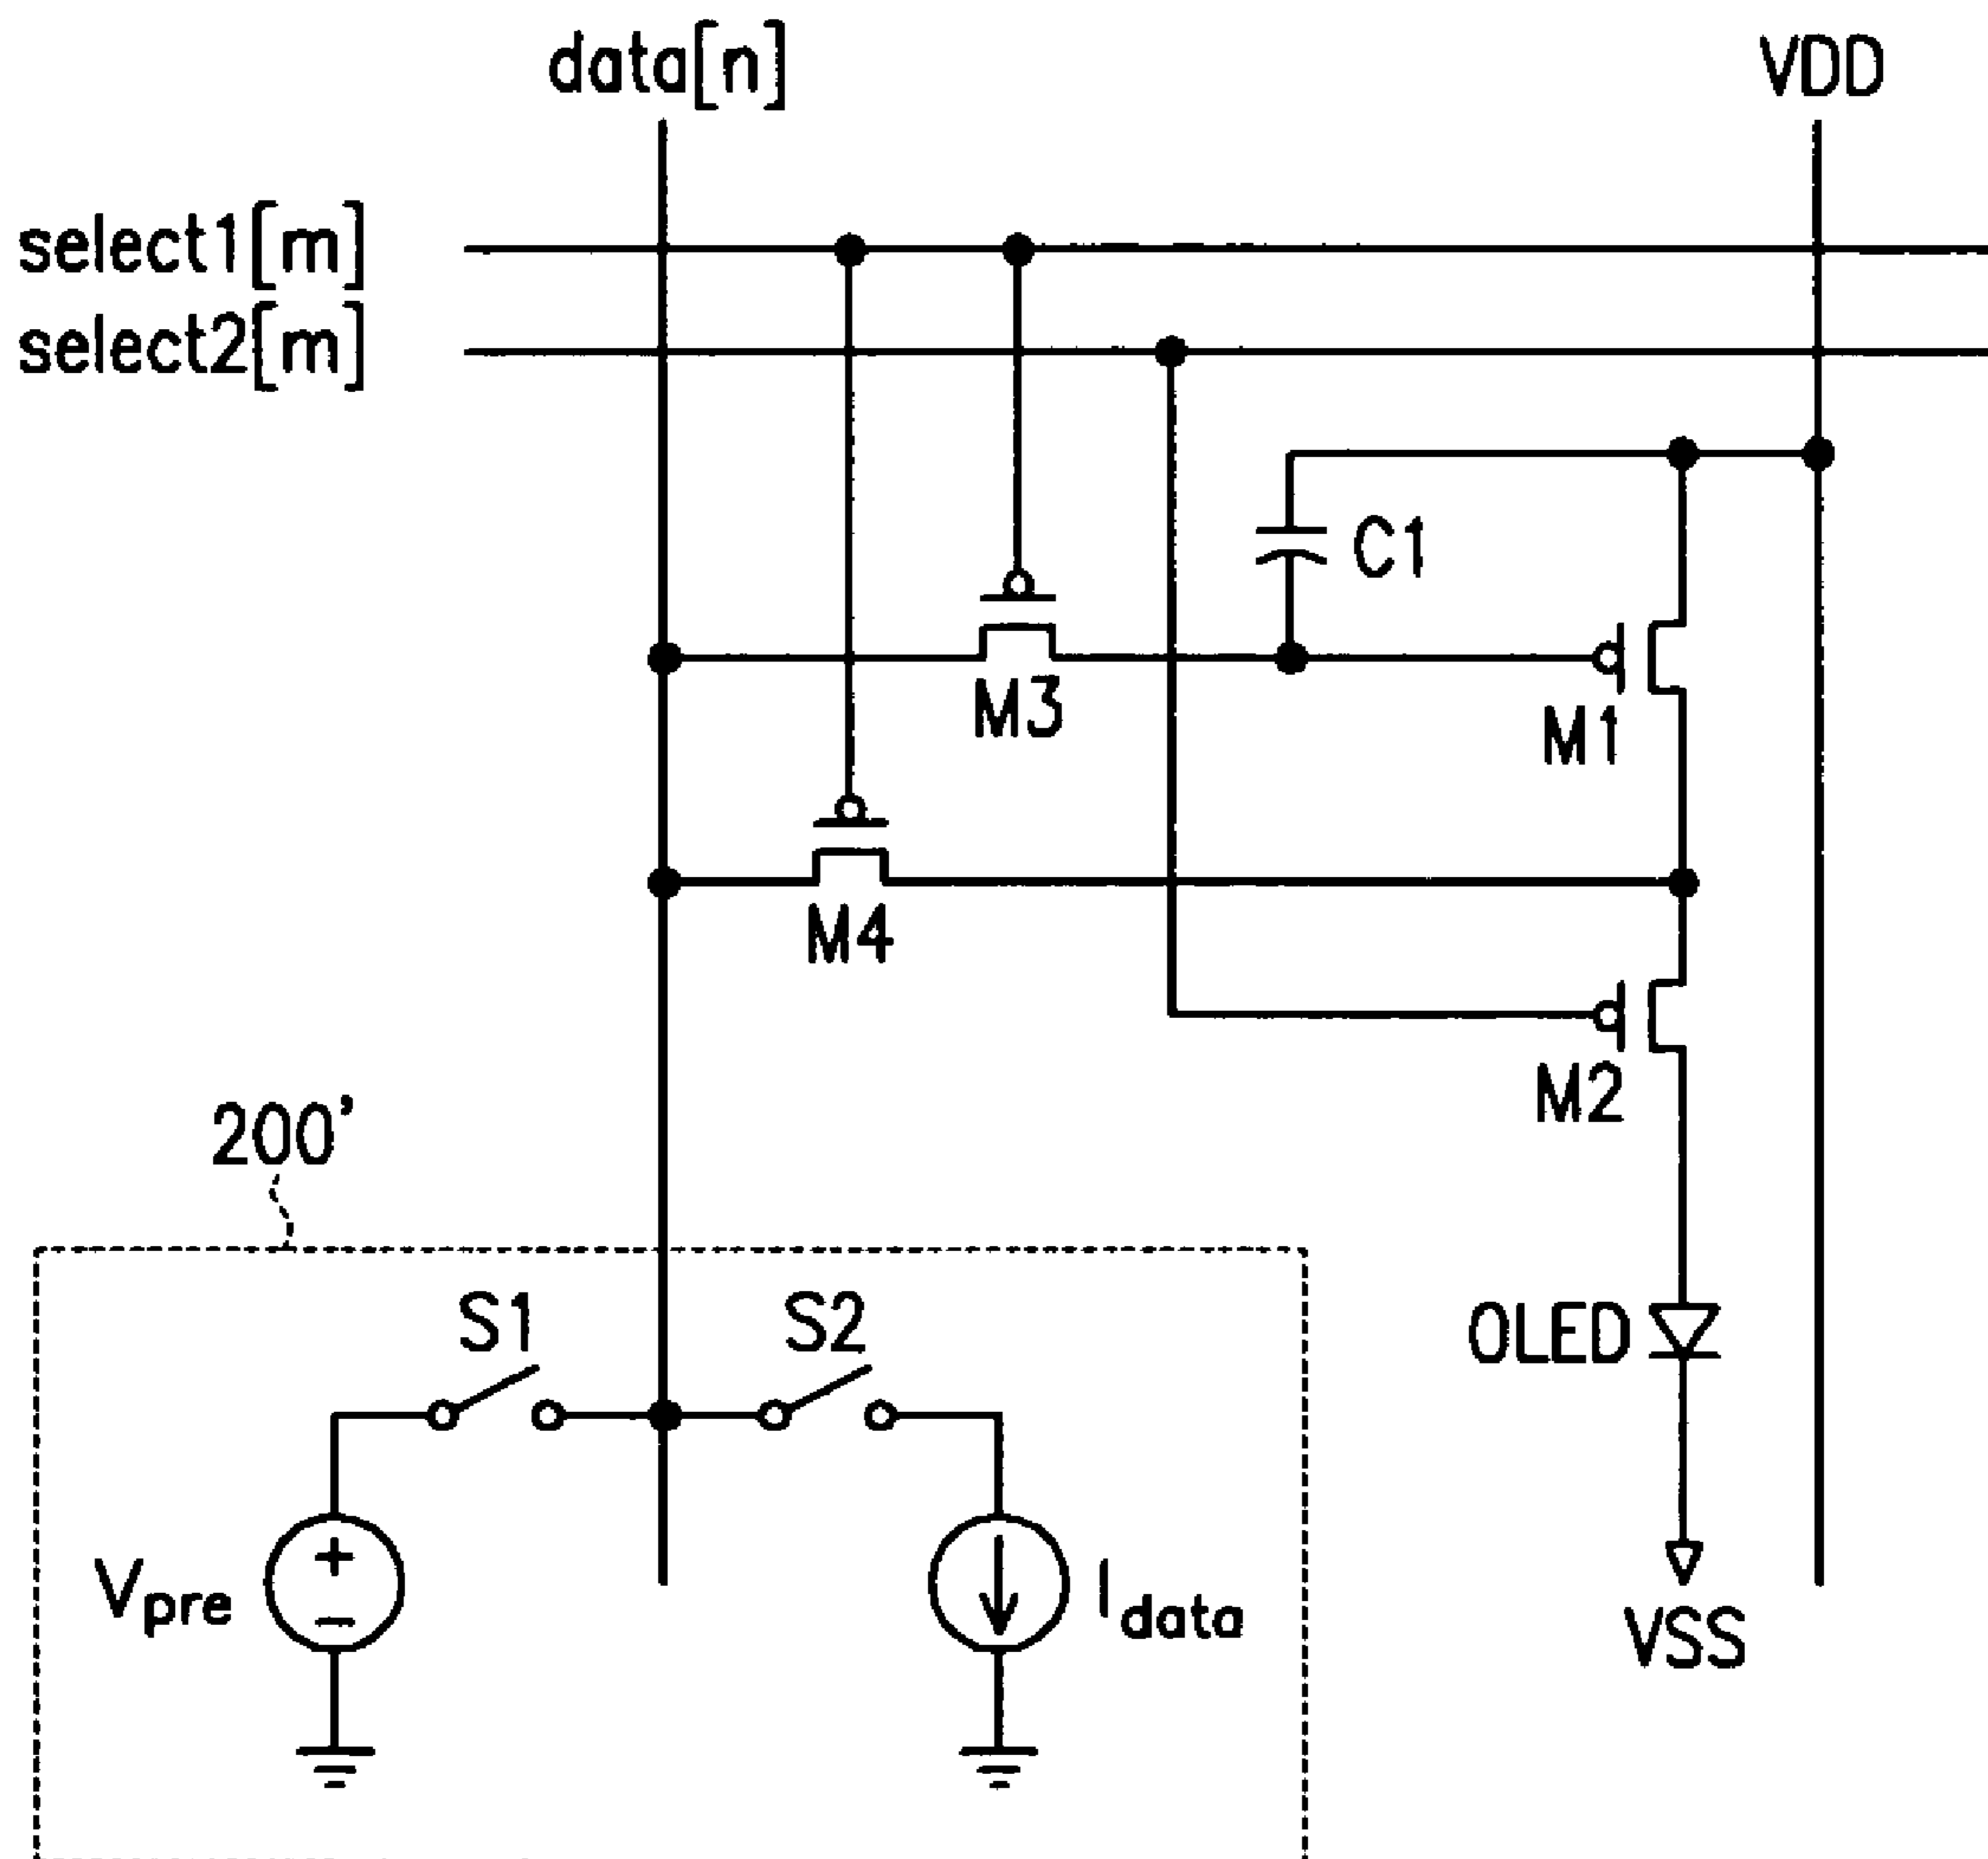 data[n]
VDD
select1[m]
select2[m]
C1
M3
M1
M4
M2
200'
S1
S2
OLED
+
−
Vpre
Idata
VSS